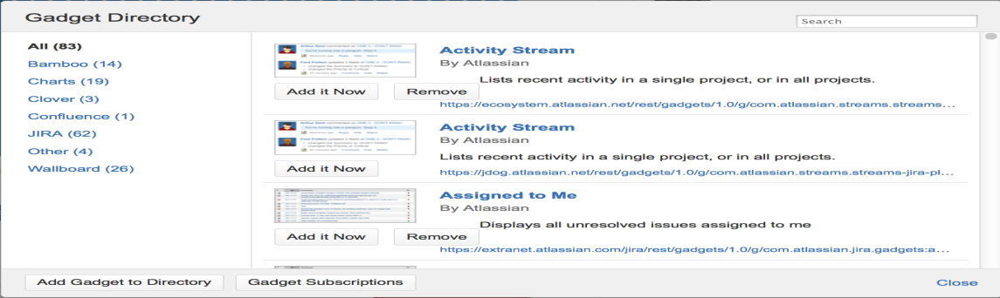 Gadget Directory
Search
All (83)
Bamboo (14)
Charts (19)
Clover (3)
Confluence (1)
JIRA (62)
Other (4)
Wallboard (26)
Activity Stream
By Atlassian
Lists recent activity in a single project, or in all projects.
Add it Now
Remove
https://ecosystem.atlassian.net/rest/gadgets/1.0/g/com.atlassian.streams.streams...
Activity Stream
By Atlassian
Lists recent activity in a single project, or in all projects.
Add it Now
https://jdog.atlassian.net/rest/gadgets/1.0/g/com.atlassian.streams.streams-jira-pl...
Assigned to Me
By Atlassian
Displays all unresolved issues assigned to me
Add it Now
Remove
https://extranet.atlassian.com/jira/rest/gadgets/1.0/g/com.atlassian.jira.gadgets:a...
Add Gadget to Directory
Gadget Subscriptions
Close